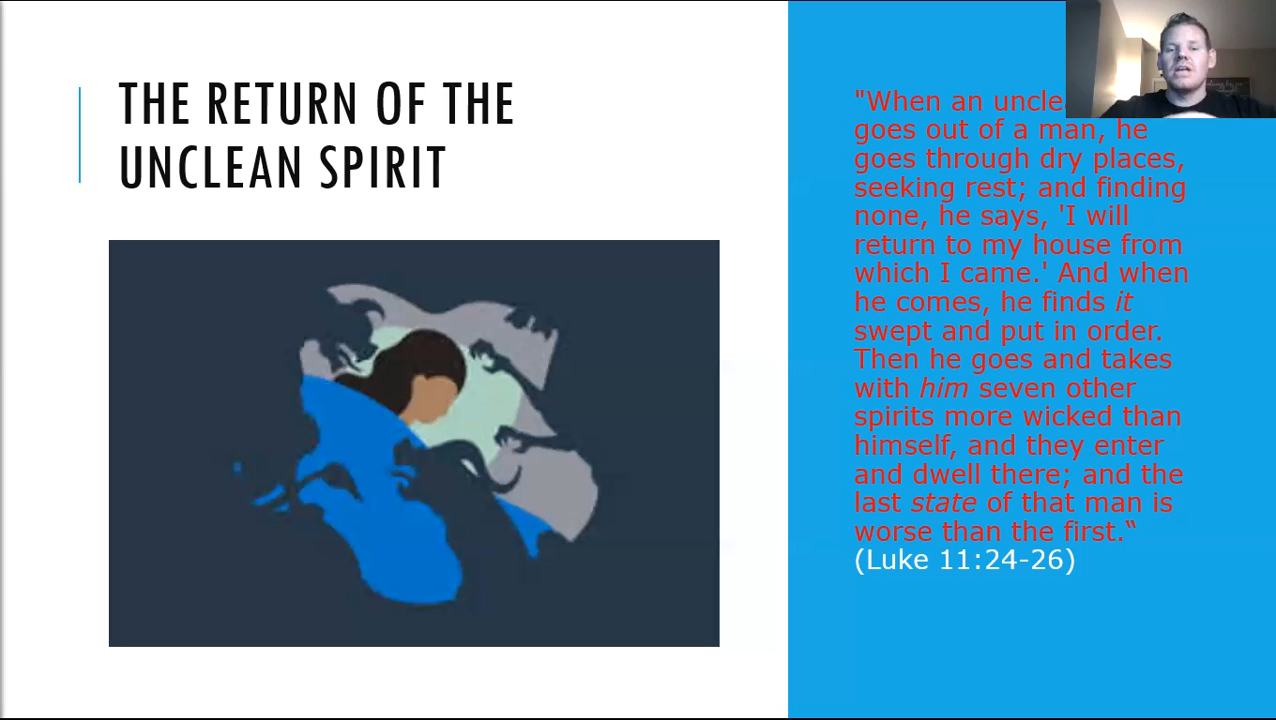 THE RETURN OF THE
UNCLEAN SPIRIT
"When an
goes out of a man, he
goes through dry places,
seeking rest; and finding
none, he says, 'I will
return to my house from
which I came.' And when
he comes, he finds it
swept and put in order.
Then he goes and takes
with him seven other
spirits more wicked than
himself, and they enter
and dwell there; and the
last state of that man is
worse than the first.“
(Luke 11:24-26)